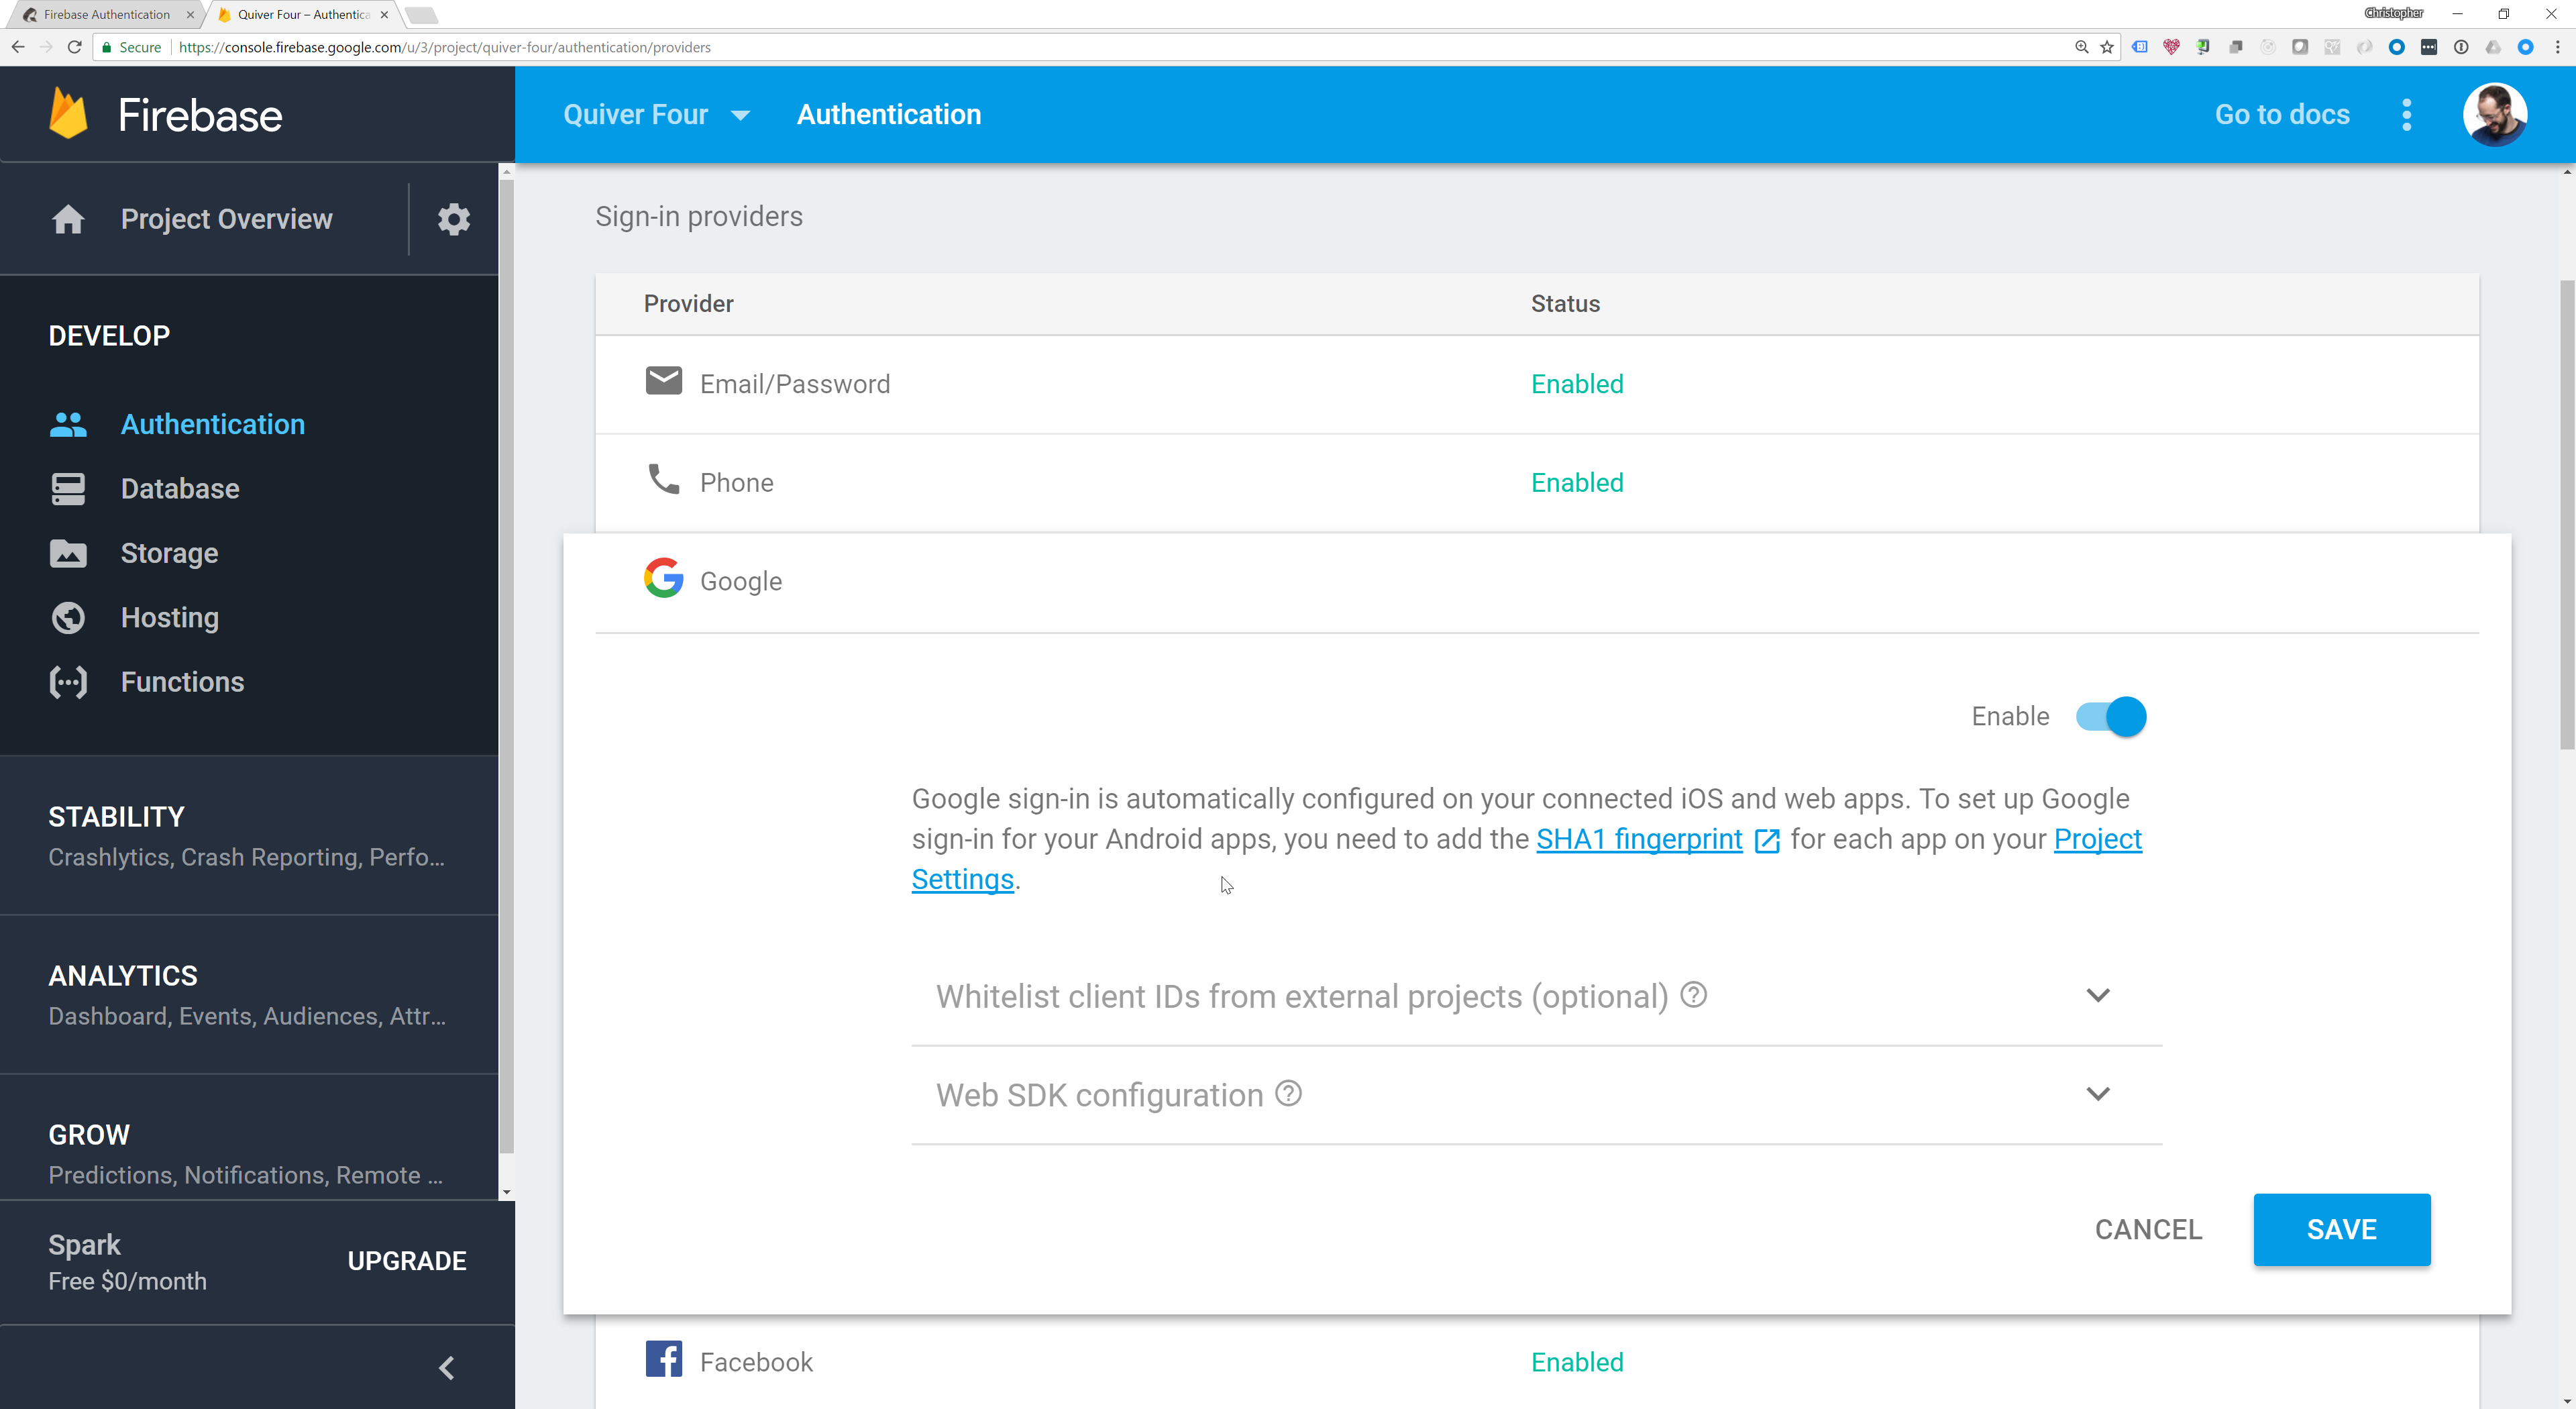 Firebase Authentication
Quiver Four – Authentica
Christopher
Secure
https://console.firebase.google.com/u/3/project/quiver-four/authentication/providers
Firebase
Quiver Four
Authentication
Go to docs
Project Overview
DEVELOP
Authentication
Database
Storage
Hosting
Functions
STABILITY
Crashlytics, Crash Reporting, Perfo...
ANALYTICS
Dashboard, Events, Audiences, Attr...
GROW
Predictions, Notifications, Remote ...
Spark
Free $0/month
UPGRADE
Sign-in providers
Provider
Status
Email/Password
Enabled
Phone
Enabled
Google
Enable
Google sign-in is automatically configured on your connected iOS and web apps. To set up Google
sign-in for your Android apps, you need to add the SHA1 fingerprint for each app on your Project
Settings.
Whitelist client IDs from external projects (optional)
Web SDK configuration
CANCEL
SAVE
Facebook
Enabled